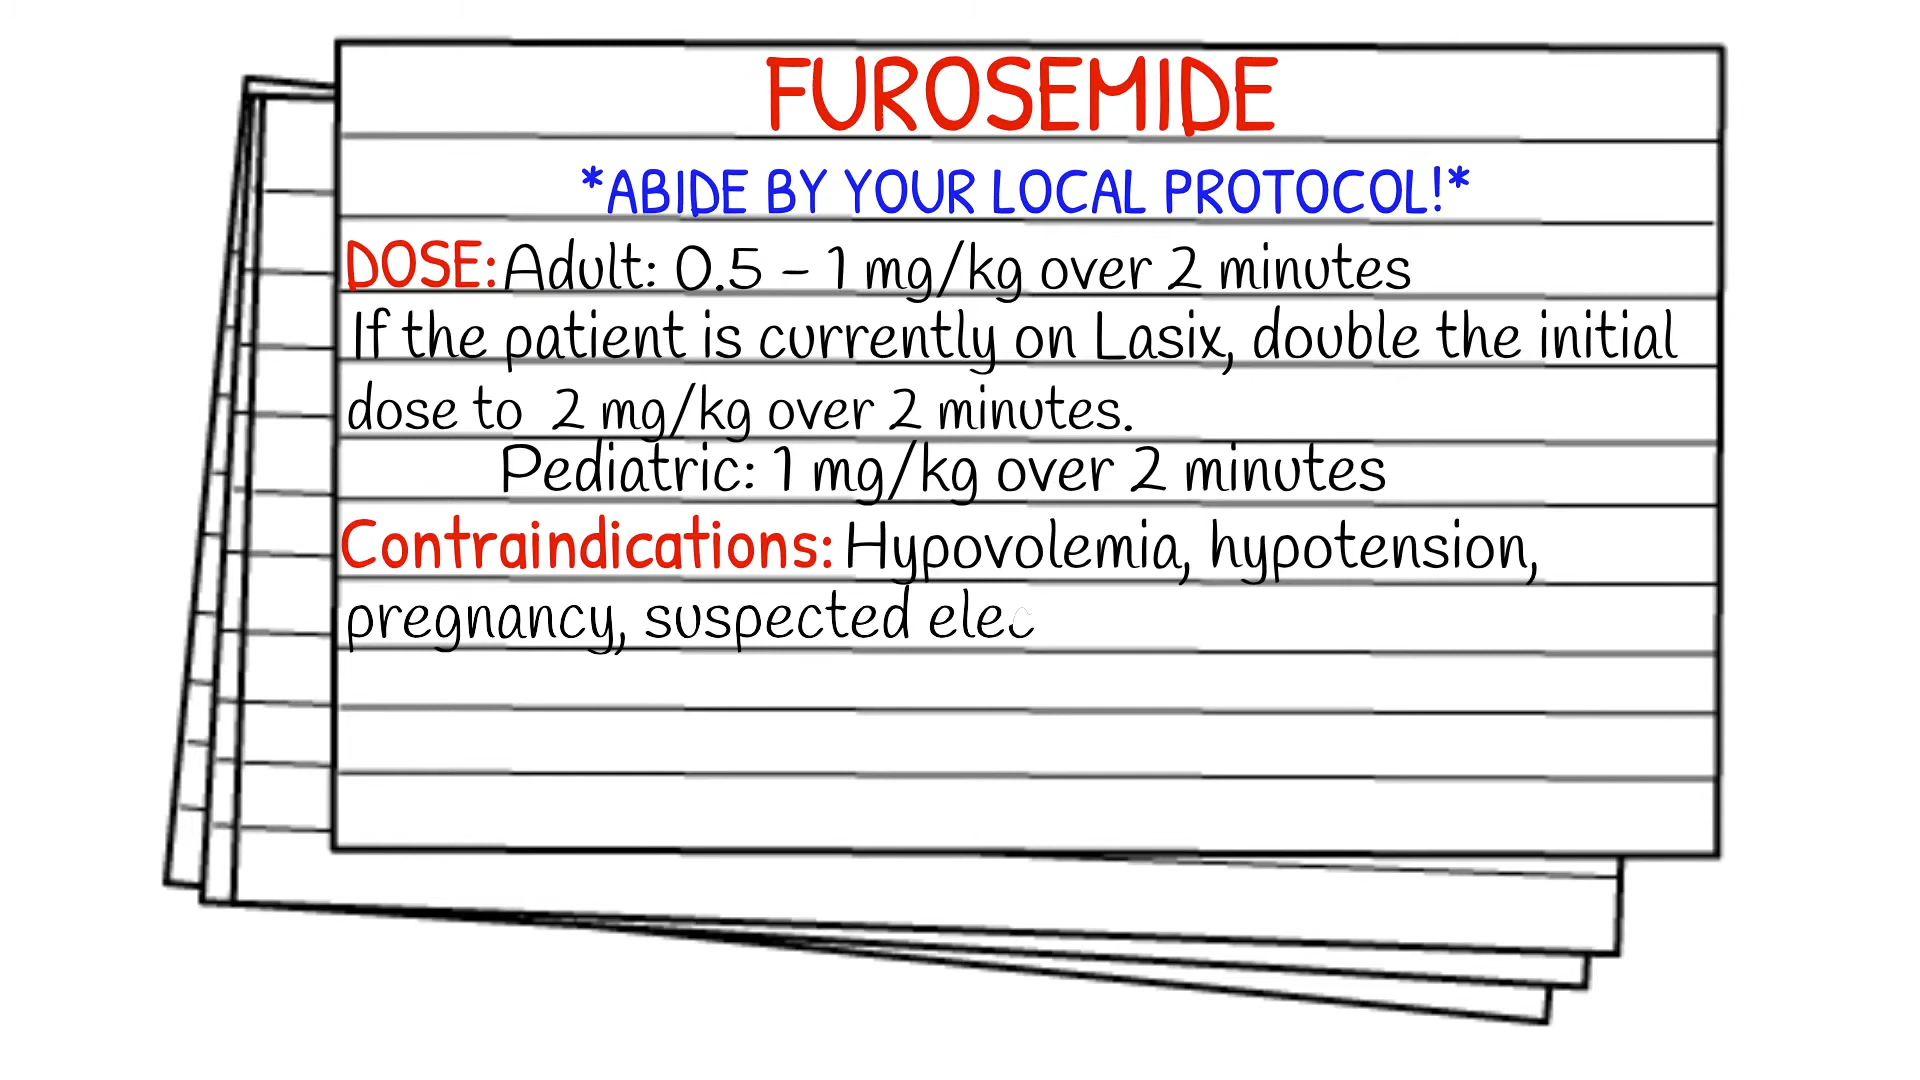 FUROSEMIDE
*ABIDE BY YOUR LOCAL PROTOCOL!*
DOSE: Adult: 0.5 - 1 mg/kg over 2 minutes
If the patient is currently on Lasix, double the initial
dose to 2 mg/kg over 2 minutes.
Pediatric: 1 mg/kg over 2 minutes
Contraindications: Hypovolemia, hypotension,
pregnancy, suspected elec